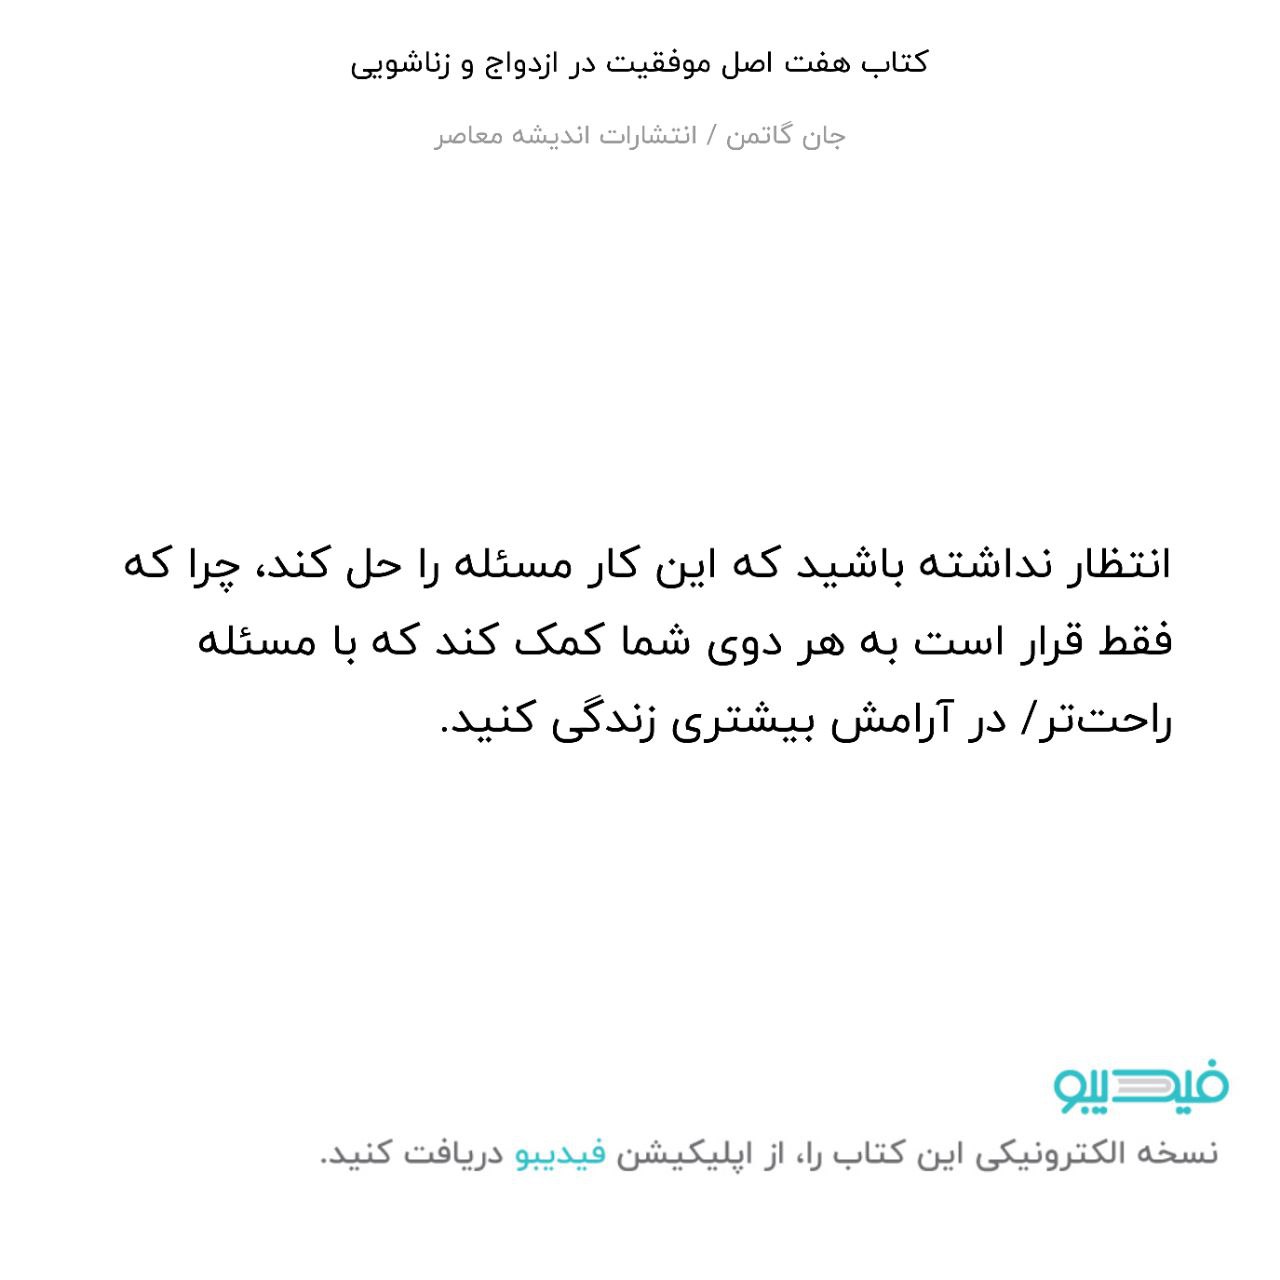 کتاب هفت اصل موفقیت در ازدواج و زناشویی
جان گاتمن / انتشارات اندیشه معاصر
انتظار نداشته باشید که این کار مسئله را حل کند، چرا که
فقط قرار است به هر دوی شما کمک کند که با مسئله
راحت‌تر/ در آرامش بیشتری زندگی کنید.
فیدیبو
نسخه الکترونیکی این کتاب را، از اپلیکیشن فیدیبو دریافت کنید.